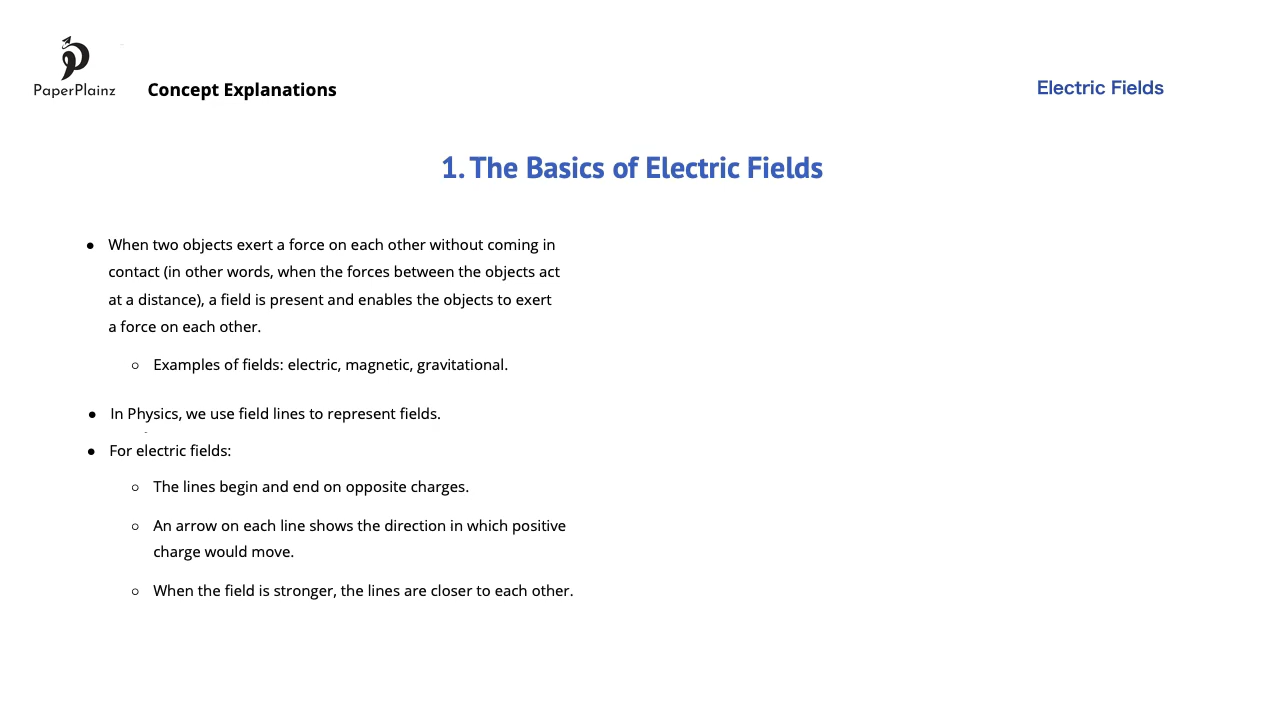 PaperPlainz
Concept Explanations
Electric Fields
1. The Basics of Electric Fields
● When two objects exert a force on each other without coming in
contact (in other words, when the forces between the objects act
at a distance), a field is present and enables the objects to exert
a force on each other.
○ Examples of fields: electric, magnetic, gravitational.
● In Physics, we use field lines to represent fields.
● For electric fields:
○ The lines begin and end on opposite charges.
○ An arrow on each line shows the direction in which positive
charge would move.
○ When the field is stronger, the lines are closer to each other.